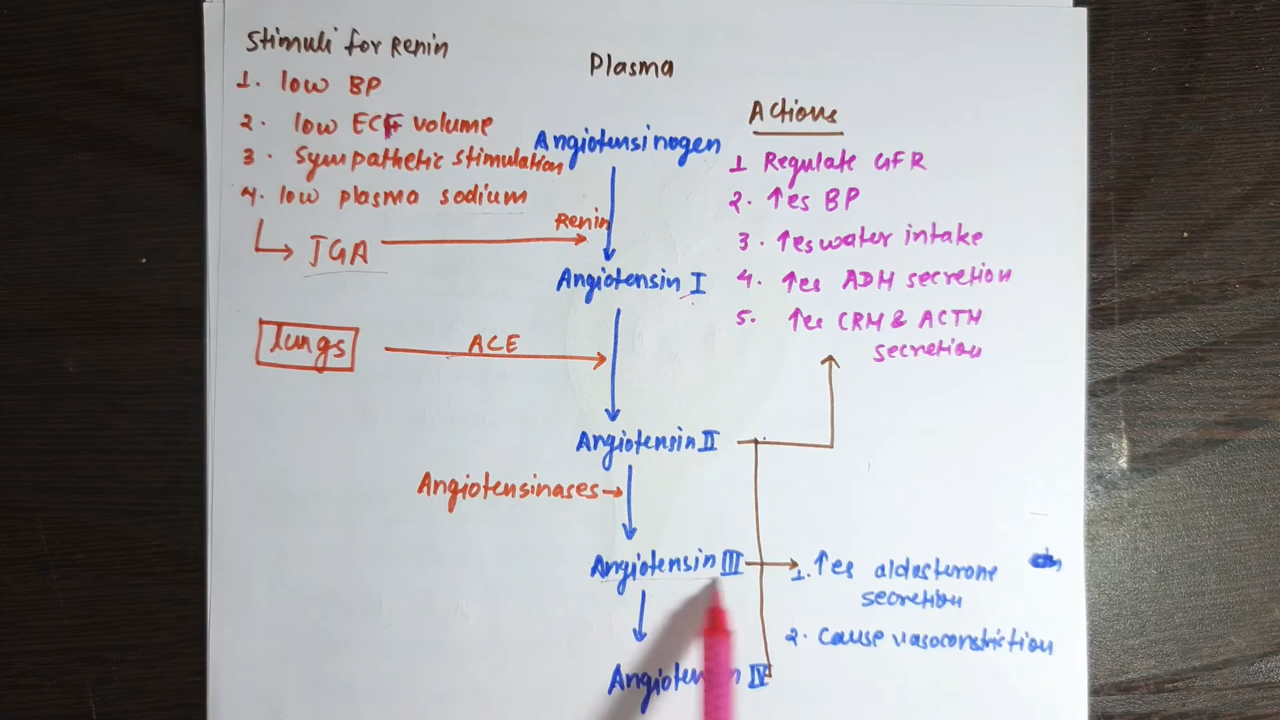 Stimuli for Renin
1. low BP
2. low ECF volume
3. Sympathetic stimulation
4. low plasma sodium
JGA
Plasma
Angiotensinogen
Renin
Angiotensin I
lungs
ACE
Angiotensin II
Angiotensinases
Angiotensin III
Angiotensin IV
Actions
1 Regulate GFR
2. ↑es BP
3. ↑es water intake
4. ↑es ADH secretion
5. ↑es CRH & ACTH
secretion
1. ↑es aldosterone
secretion
2. cause vasoconstriction